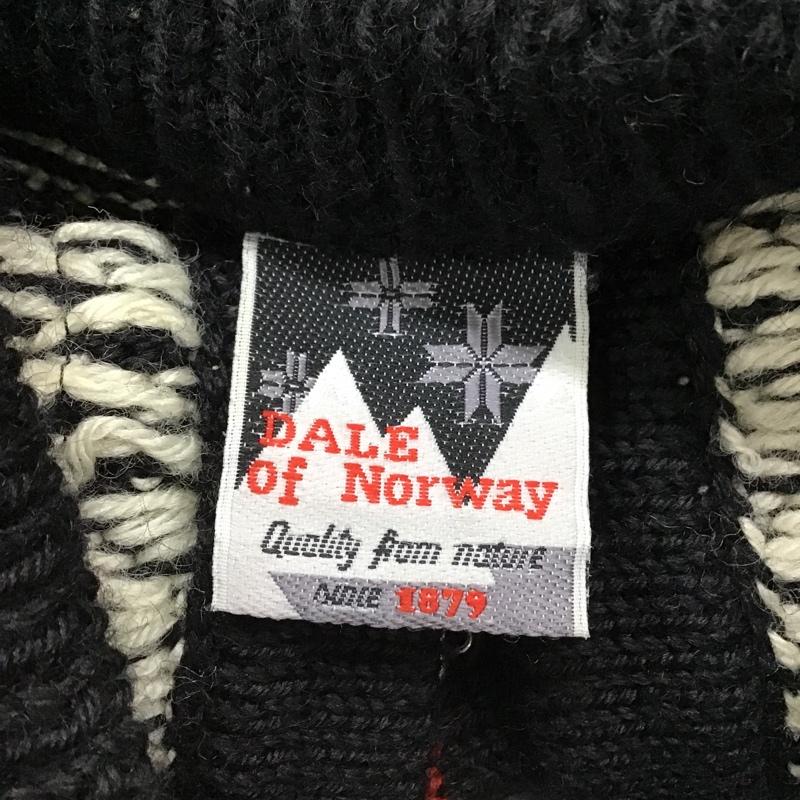 DALE
of Norway
Quality from nature
since 1879